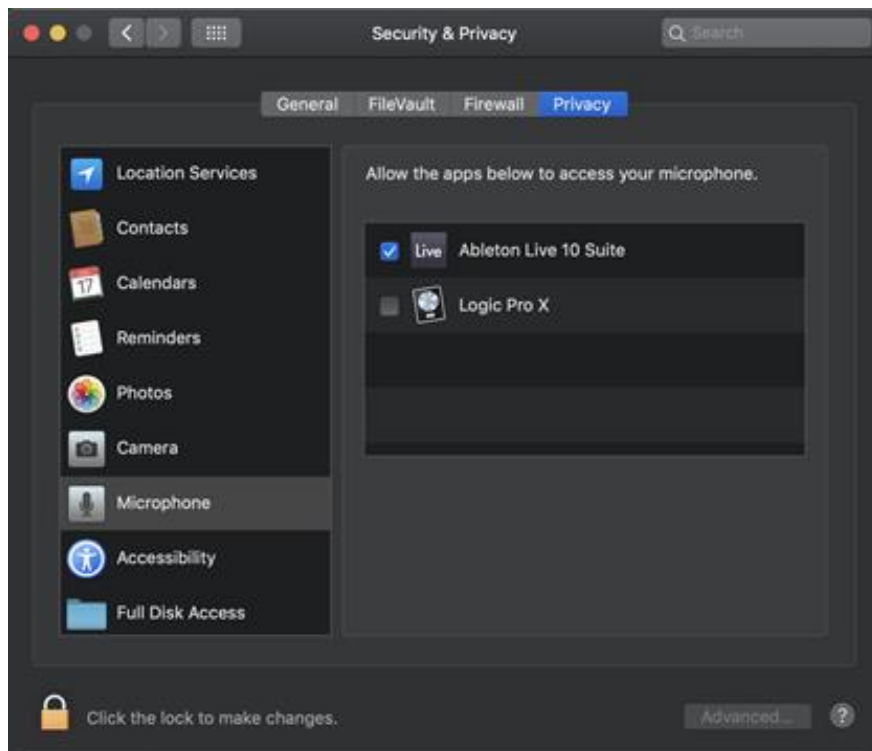 Security & Privacy
Search
General FileVault Firewall Privacy
Location Services
Contacts
17
Calendars
Reminders
Photos
Camera
Microphone
Accessibility
Full Disk Access
Allow the apps below to access your microphone.
Live Ableton Live 10 Suite
Logic Pro X
Click the lock to make changes.
Advanced...
?